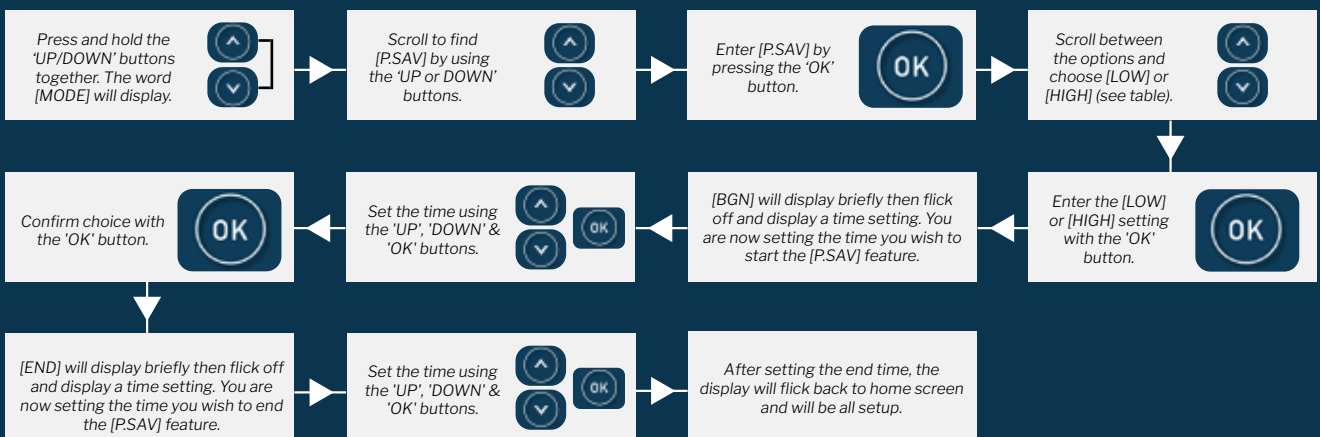 Press and hold the
‘UP/DOWN’ buttons
together. The word
[MODE] will display.
Scroll to find
[P.SAV] by using
the ‘UP or DOWN’
buttons.
Enter [P.SAV] by
pressing the ‘OK’
button.
OK
Scroll between
the options and
choose [LOW] or
[HIGH] (see table).
Enter the [LOW]
or [HIGH] setting
with the 'OK'
button.
OK
[BGN] will display briefly then flick
off and display a time setting. You
are now setting the time you wish to
start the [P.SAV] feature.
Set the time using
the 'UP', 'DOWN' &
'OK' buttons.
OK
Confirm choice with
the 'OK' button.
OK
[END] will display briefly then flick off
and display a time setting. You are
now setting the time you wish to end
the [P.SAV] feature.
Set the time using
the 'UP', 'DOWN' &
'OK' buttons.
OK
After setting the end time, the
display will flick back to home screen
and will be all setup.